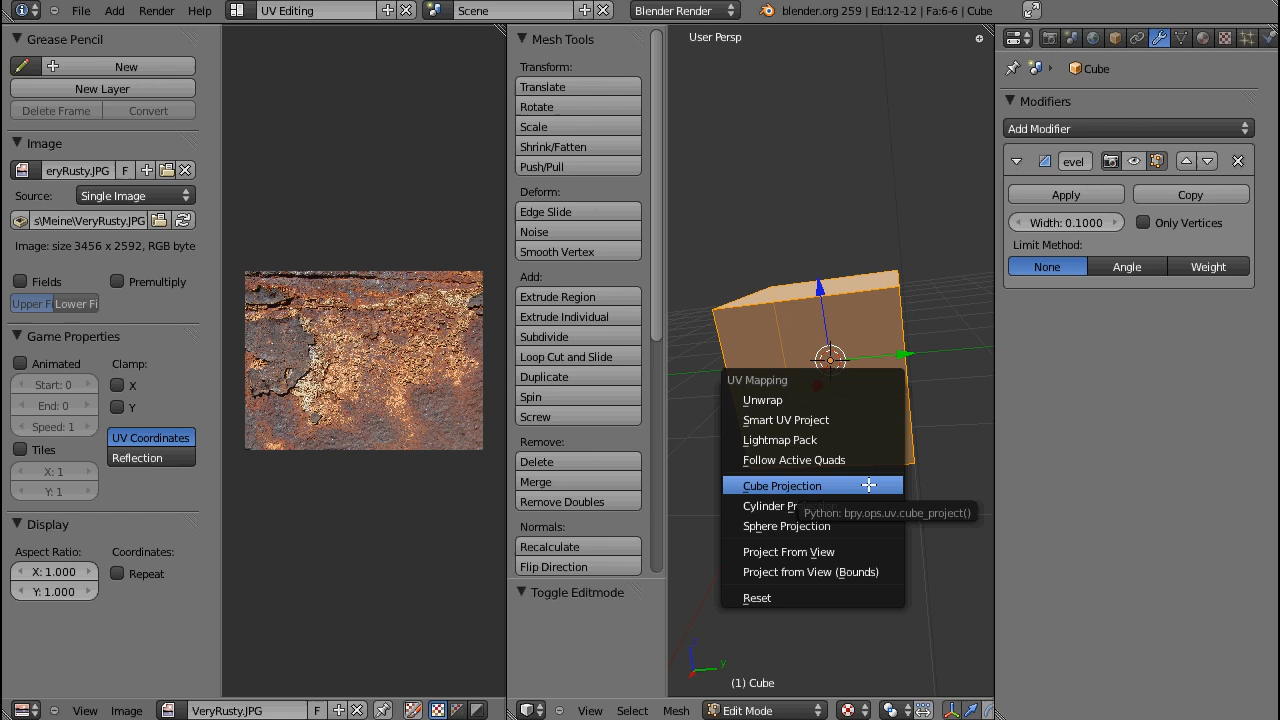 File Add Render Help UV Editing Scene Blender Render blender.org 259 | Ed:12-12 | Fa:6-6 | Cube
Grease Pencil
New
New Layer
Delete Frame Convert
Image
eryRusty.JPG F
Source: Single Image
s\Meine\VeryRusty.JPG
Image: size 3456 x 2592, RGB byte
Fields Premultiply
Upper Fi Lower Fi
Game Properties
Animated Clamp:
Start: 0 X
End: 0 Y
Speed: 1
Tiles UV Coordinates
X: 1 Reflection
Y: 1
Display
Aspect Ratio: Coordinates:
X: 1.000 Repeat
Y: 1.000
View Image VeryRusty.JPG F
Mesh Tools
Transform:
Translate
Rotate
Scale
Shrink/Fatten
Push/Pull
Deform:
Edge Slide
Noise
Smooth Vertex
Add:
Extrude Region
Extrude Individual
Subdivide
Loop Cut and Slide
Duplicate
Spin
Screw
Remove:
Delete
Merge
Remove Doubles
Normals:
Recalculate
Flip Direction
Toggle Editmode
User Persp
UV Mapping
Unwrap
Smart UV Project
Lightmap Pack
Follow Active Quads
Cube Projection
Cylinder Pr
Python: bpy.ops.uv.cube_project()
Sphere Projection
Project From View
Project from View (Bounds)
Reset
y
(1) Cube
View Select Mesh Edit Mode
Cube
Modifiers
Add Modifier
evel
Apply Copy
Width: 0.1000 Only Vertices
Limit Method:
None Angle Weight